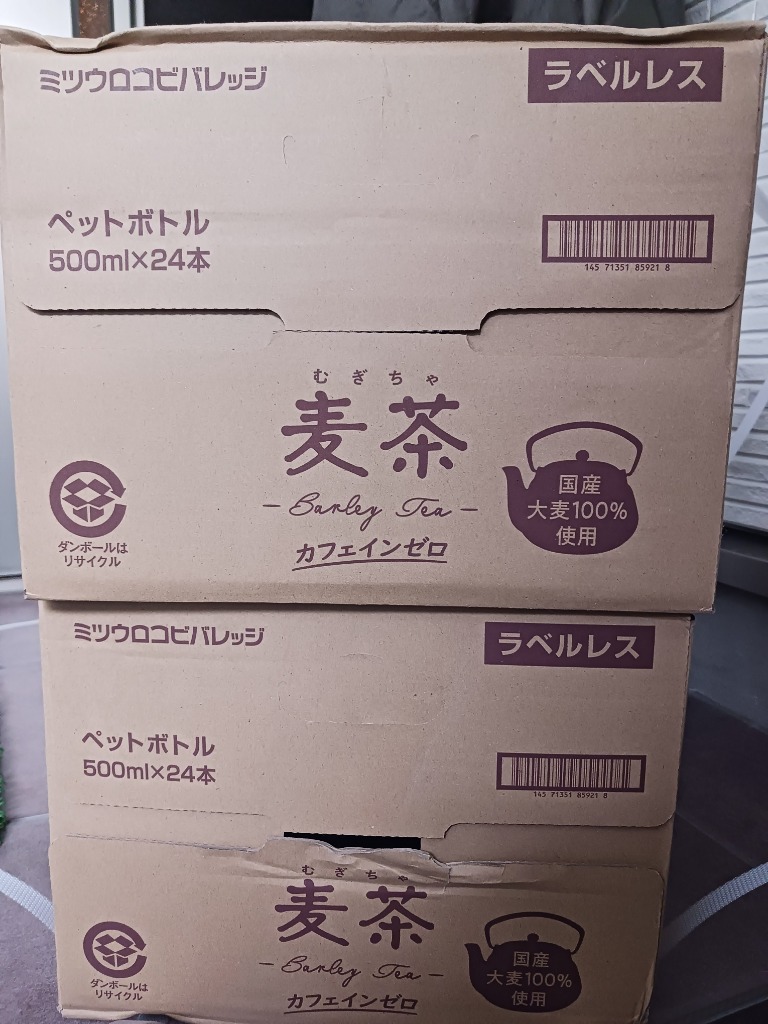 ミツウロコビバレッジ
ラベルレス
ペットボトル
500ml×24本
145 71351 85921 8
むぎちゃ
麦茶
Barley Tea
カフェインゼロ
国産
大麦100%
使用
ダンボールは
リサイクル
ミツウロコビバレッジ
ラベルレス
ペットボトル
500ml×24本
145 71351 85921 8
むぎちゃ
麦茶
Barley Tea
カフェインゼロ
国産
大麦100%
使用
ダンボールは
リサイクル